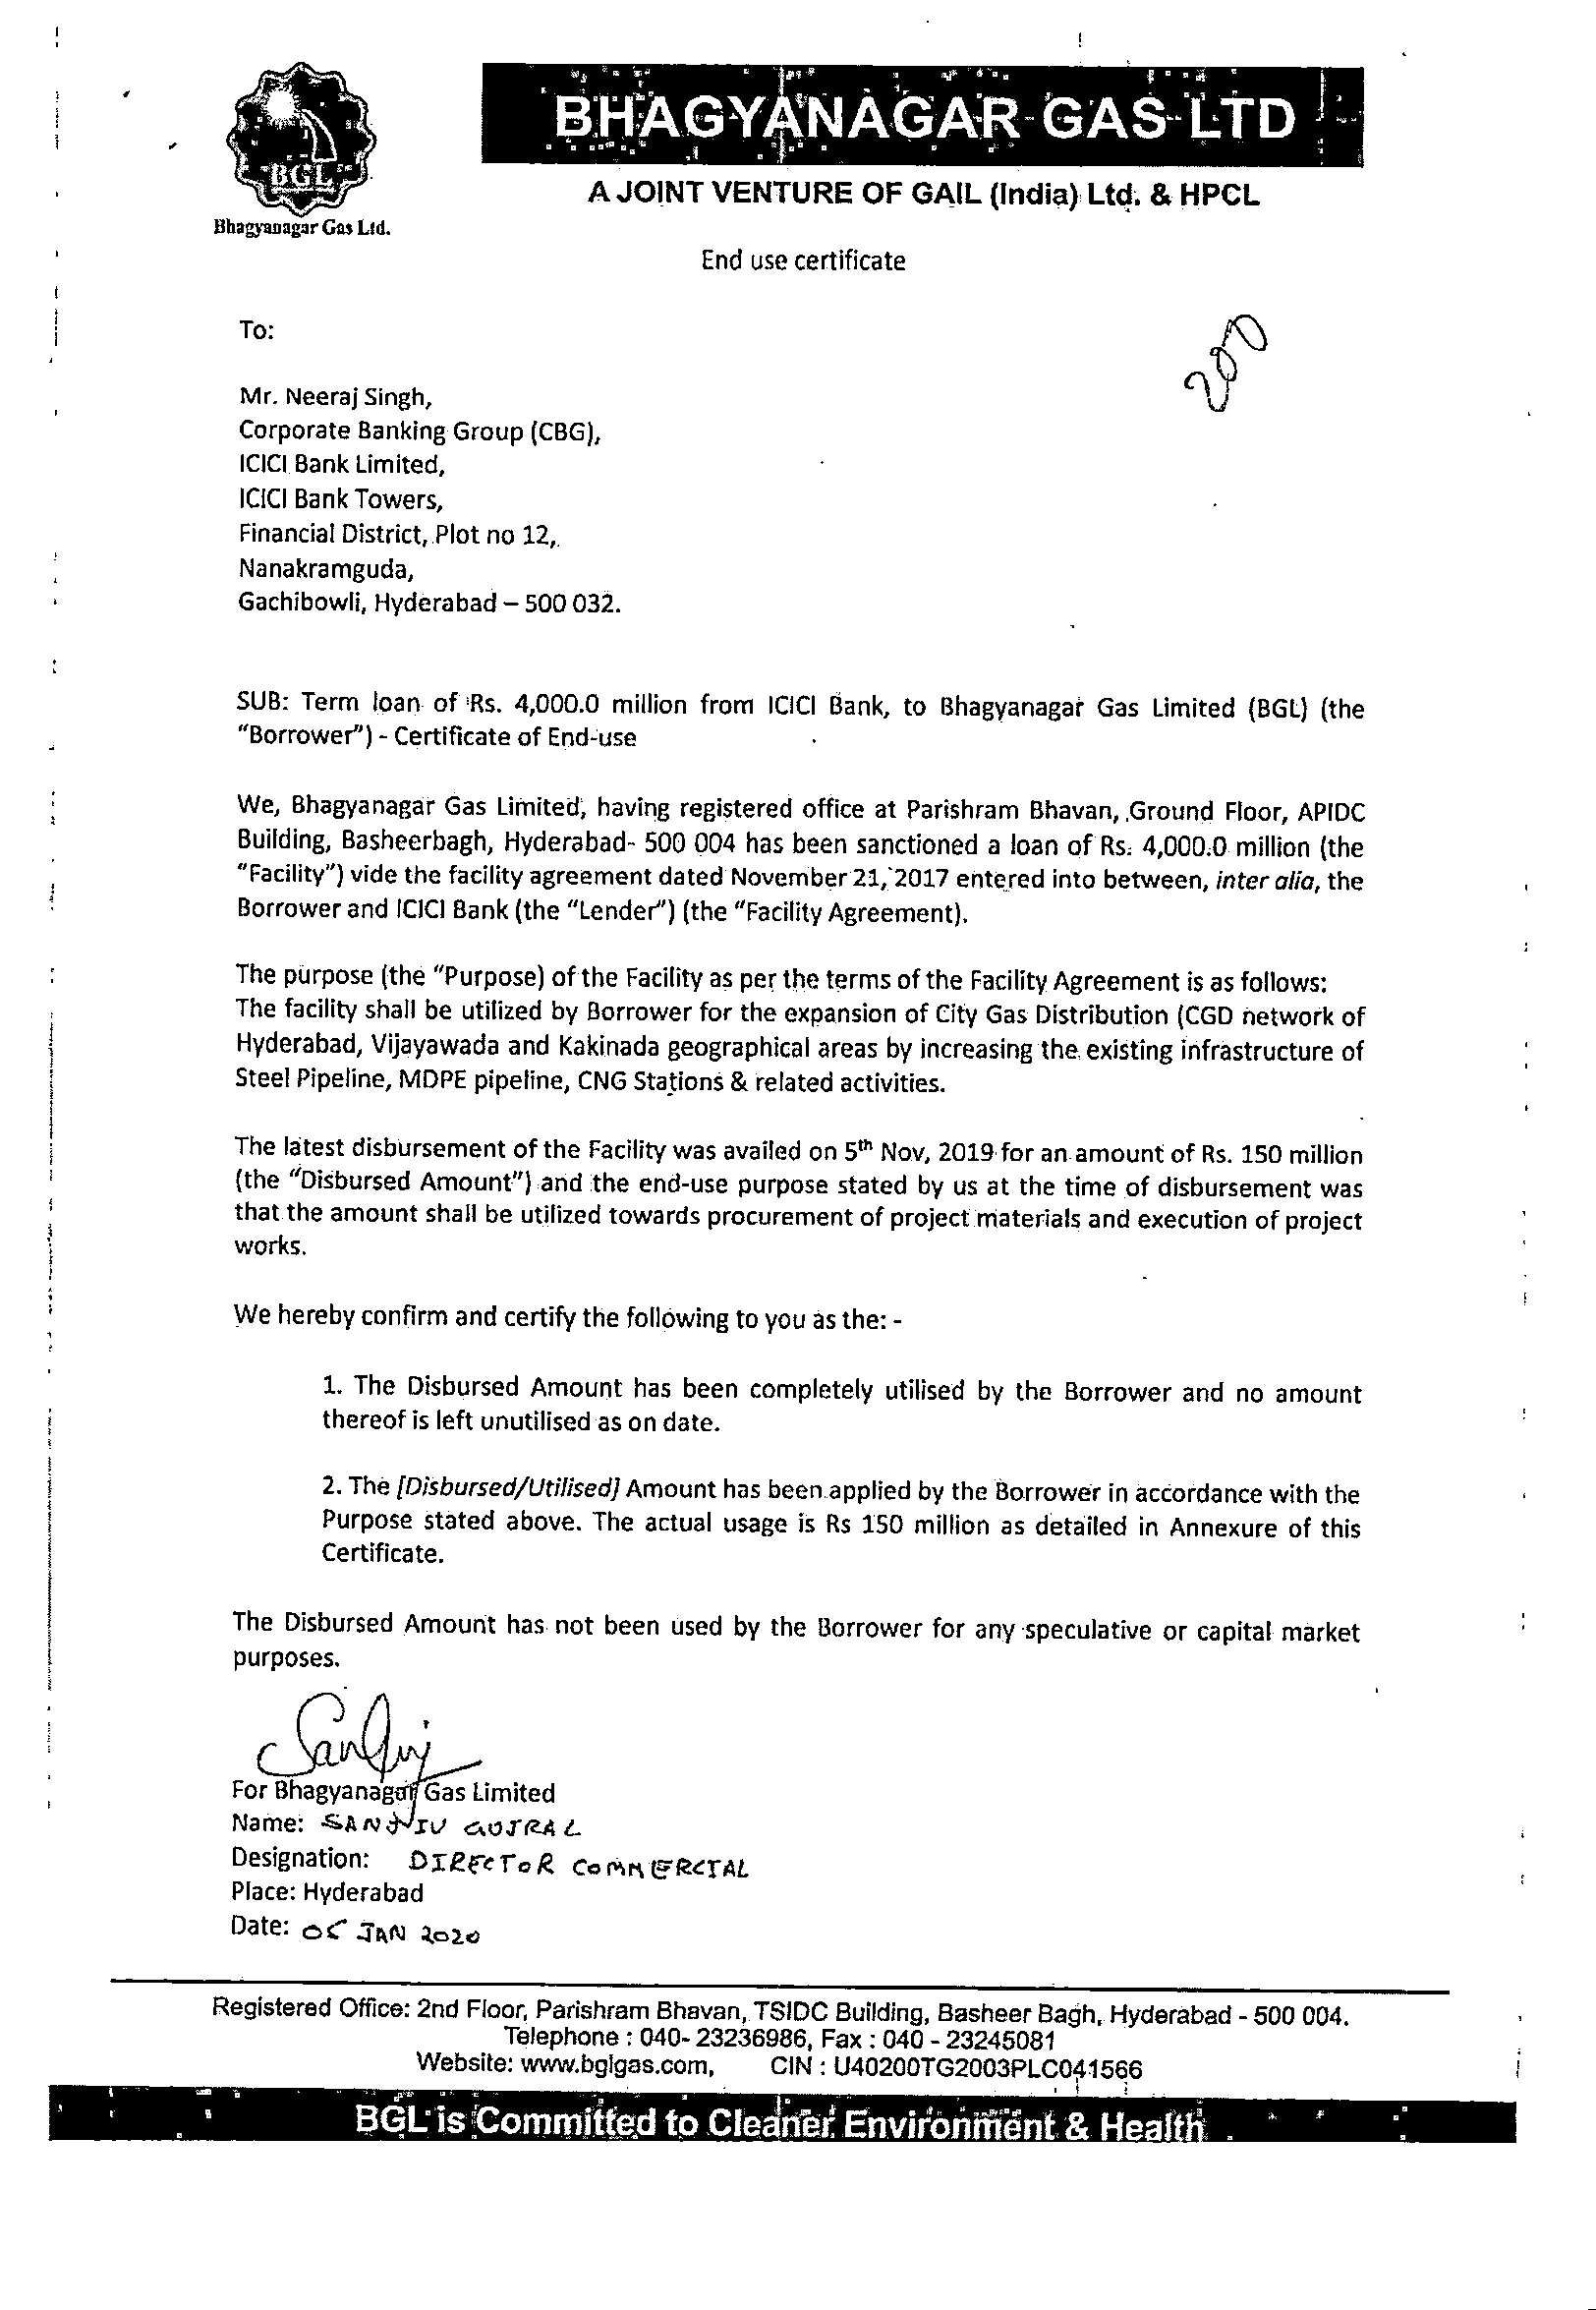 BGL
Bhagyanagar Gas Ltd.
BHAGYANAGAR GAS LTD
A JOINT VENTURE OF GAIL (India) Ltd. & HPCL
End use certificate
To:
200
Mr. Neeraj Singh,
Corporate Banking Group (CBG),
ICICI Bank Limited,
ICICI Bank Towers,
Financial District, Plot no 12,
Nanakramguda,
Gachibowli, Hyderabad – 500 032.
SUB: Term loan of Rs. 4,000.0 million from ICICI Bank, to Bhagyanagar Gas Limited (BGL) (the
"Borrower") - Certificate of End-use
We, Bhagyanagar Gas Limited, having registered office at Parishram Bhavan, Ground Floor, APIDC
Building, Basheerbagh, Hyderabad- 500 004 has been sanctioned a loan of Rs. 4,000.0 million (the
"Facility") vide the facility agreement dated November 21, 2017 entered into between, inter alia, the
Borrower and ICICI Bank (the "Lender") (the "Facility Agreement).
The purpose (the "Purpose) of the Facility as per the terms of the Facility Agreement is as follows:
The facility shall be utilized by Borrower for the expansion of City Gas Distribution (CGD network of
Hyderabad, Vijayawada and Kakinada geographical areas by increasing the existing infrastructure of
Steel Pipeline, MDPE pipeline, CNG Stations & related activities.
The latest disbursement of the Facility was availed on 5th Nov, 2019 for an amount of Rs. 150 million
(the "Disbursed Amount") and the end-use purpose stated by us at the time of disbursement was
that the amount shall be utilized towards procurement of project materials and execution of project
works.
We hereby confirm and certify the following to you as the: -
1. The Disbursed Amount has been completely utilised by the Borrower and no amount
thereof is left unutilised as on date.
2. The [Disbursed/Utilised] Amount has been applied by the Borrower in accordance with the
Purpose stated above. The actual usage is Rs 150 million as detailed in Annexure of this
Certificate.
The Disbursed Amount has not been used by the Borrower for any speculative or capital market
purposes.
For Bhagyanagar Gas Limited
Name: SANJIV GUJRAL
Designation: DIRECTOR COMMERCIAL
Place: Hyderabad
Date: JAN 2020
Registered Office: 2nd Floor, Parishram Bhavan, TSIDC Building, Basheer Bagh, Hyderabad - 500 004.
Telephone : 040- 23236986, Fax : 040 - 23245081
Website: www.bglgas.com, CIN : U40200TG2003PLC041566
BGL is Committed to Cleaner Environment & Health